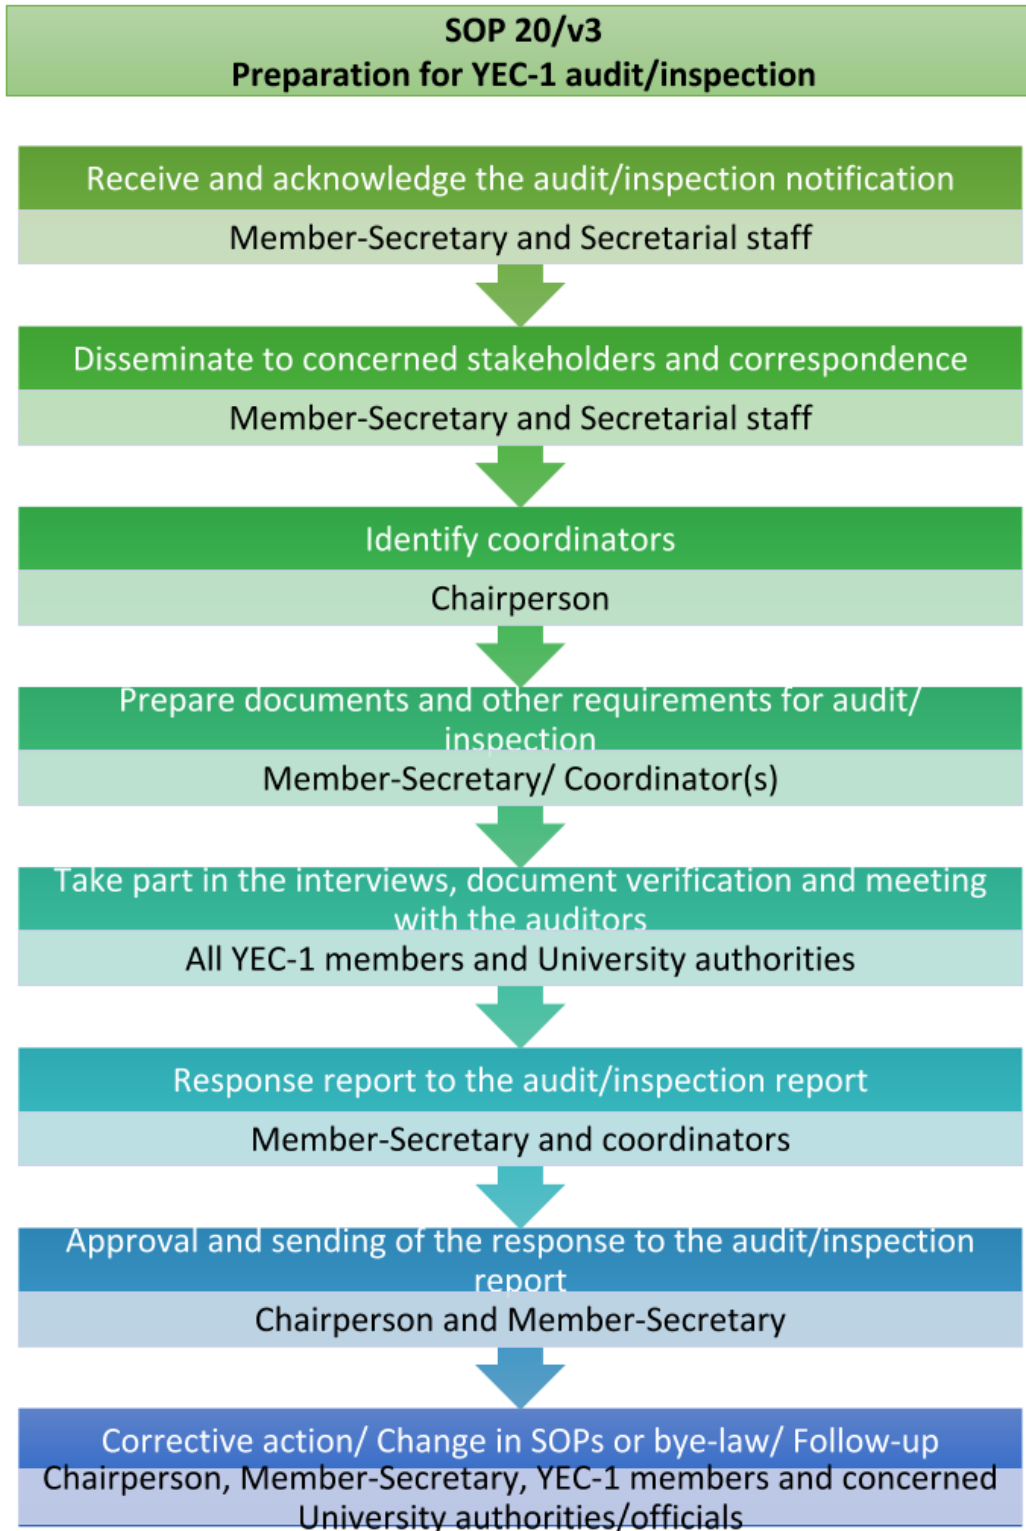 SOP 20/v3
Preparation for YEC-1 audit/inspection
Receive and acknowledge the audit/inspection notification
Member-Secretary and Secretarial staff
Disseminate to concerned stakeholders and correspondence
Member-Secretary and Secretarial staff
Identify coordinators
Chairperson
Prepare documents and other requirements for audit/
inspection
Member-Secretary/ Coordinator(s)
Take part in the interviews, document verification and meeting
with the auditors
All YEC-1 members and University authorities
Response report to the audit/inspection report
Member-Secretary and coordinators
Approval and sending of the response to the audit/inspection
report
Chairperson and Member-Secretary
Corrective action/ Change in SOPs or bye-law/ Follow-up
Chairperson, Member-Secretary, YEC-1 members and concerned
University authorities/officials